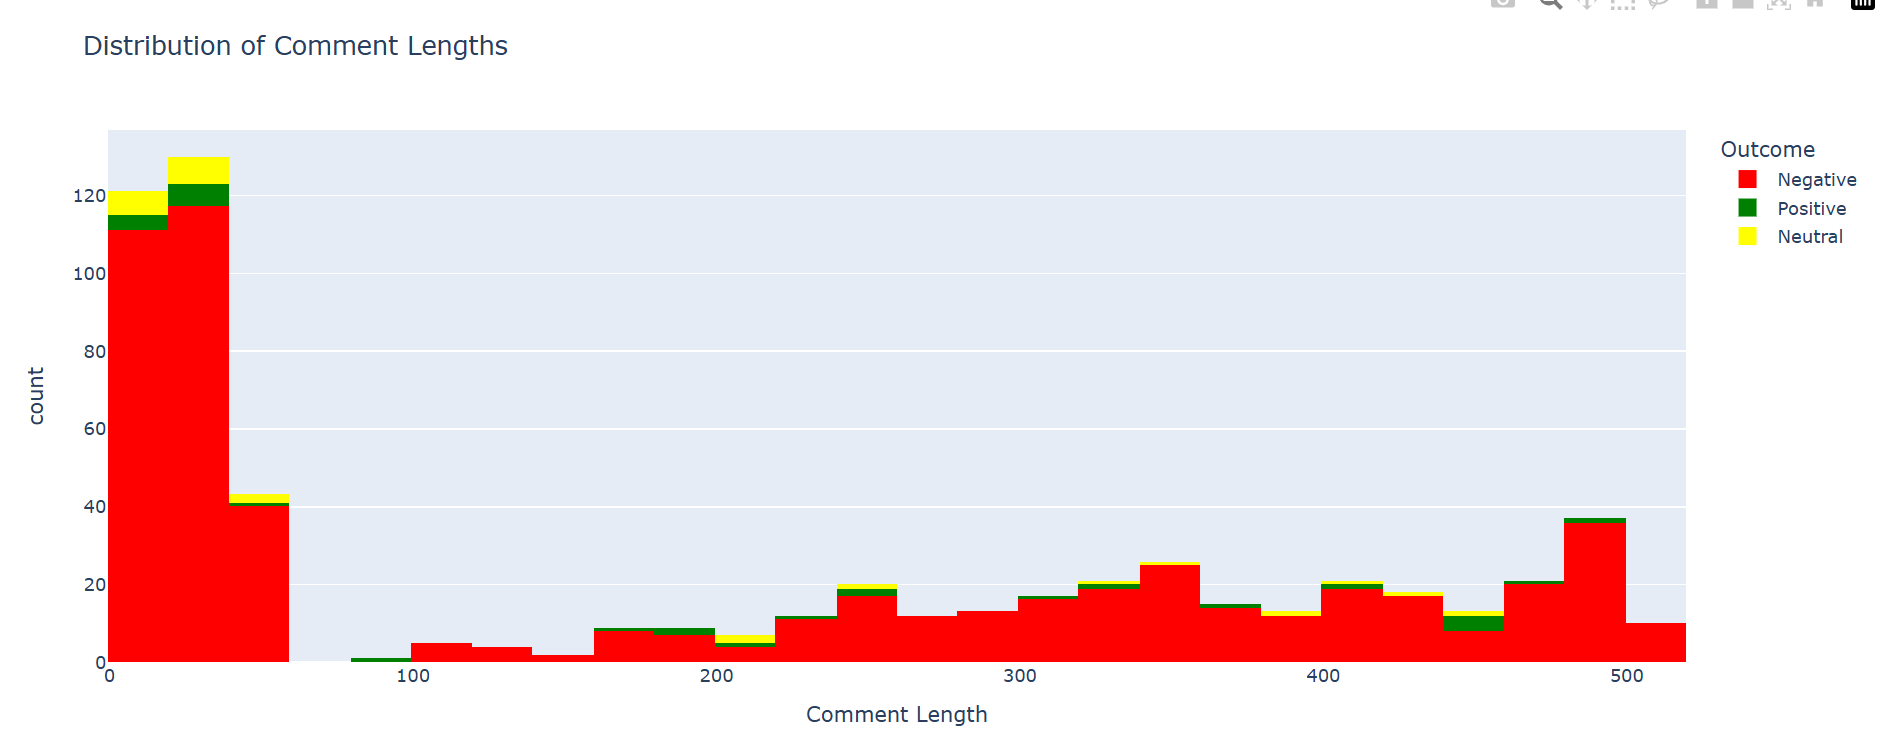 Distribution of Comment Lengths
Outcome
Negative
Positive
Neutral
count
120
100
80
60
40
20
0
0 100 200 300 400 500
Comment Length